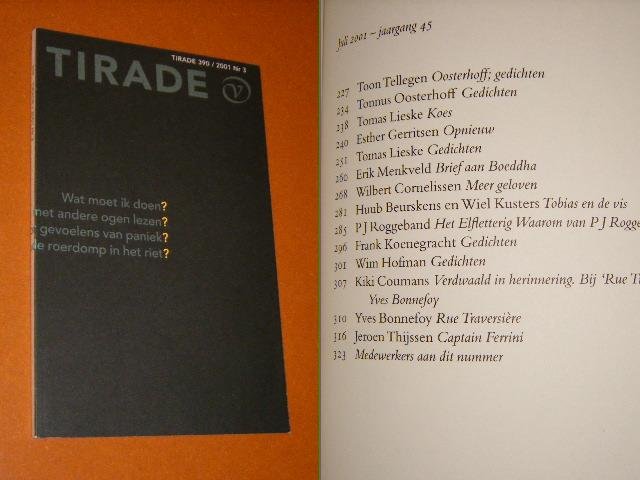 TIRADE 390 / 2001 Nr 3
TIRADE V
Wat moet ik doen?
met andere ogen lezen?
gevoelens van paniek?
de roerdomp in het riet?
Juli 2001 – jaargang 45
227 Toon Tellegen Oosterhoff; gedichten
234 Tonnus Oosterhoff Gedichten
238 Tomas Lieske Koes
240 Esther Gerritsen Opnieuw
251 Tomas Lieske Gedichten
260 Erik Menkveld Brief aan Boeddha
268 Wilbert Cornelissen Meer geloven
281 Huub Beurskens en Wiel Kusters Tobias en de vis
285 P J Roggeband Het Elfletterig Waarom van P J Rogge
296 Frank Koenegracht Gedichten
301 Wim Hofman Gedichten
307 Kiki Coumans Verdwaald in herinnering. Bij ‘Rue T
Yves Bonnefoy
310 Yves Bonnefoy Rue Traversière
316 Jeroen Thijssen Captain Ferrini
323 Medewerkers aan dit nummer